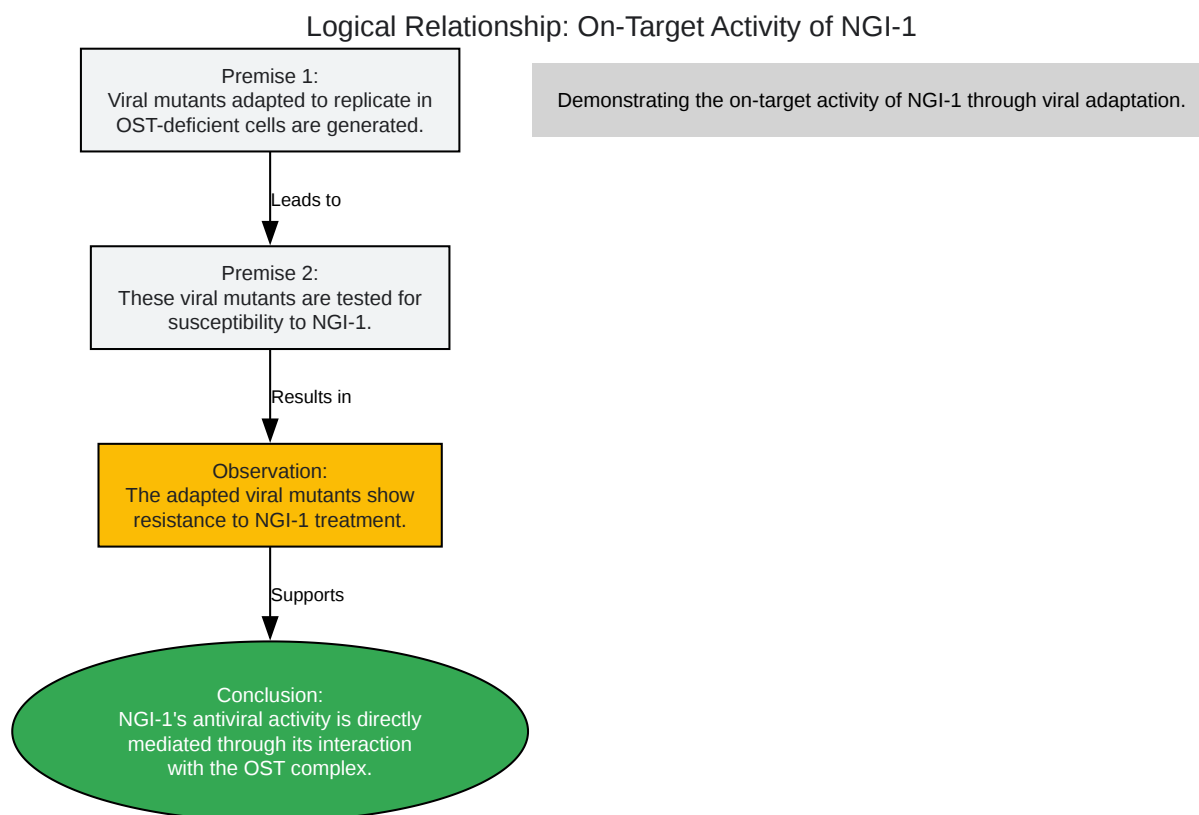 Logical Relationship: On-Target Activity of NGI-1
Premise 1:
Viral mutants adapted to replicate in
OST-deficient cells are generated.
Demonstrating the on-target activity of NGI-1 through viral adaptation.
Leads to
Premise 2:
These viral mutants are tested for
susceptibility to NGI-1.
Results in
Observation:
The adapted viral mutants show
resistance to NGI-1 treatment.
Supports
Conclusion:
NGI-1's antiviral activity is directly
mediated through its interaction
with the OST complex.